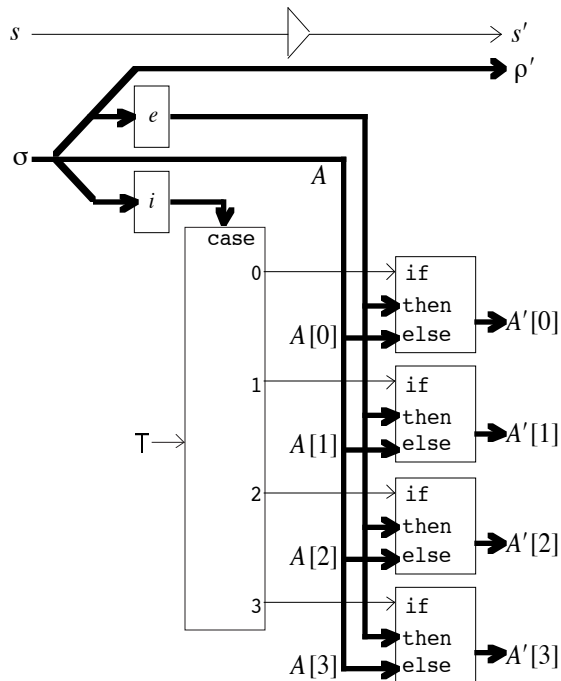 s s′
ρ′
e
σ
A
i
case
0 if
then
A[0] else A′[0]
1 if
then
A[1] else A′[1]
T
2 if
then
A[2] else A′[2]
3 if
then
A[3] else A′[3]